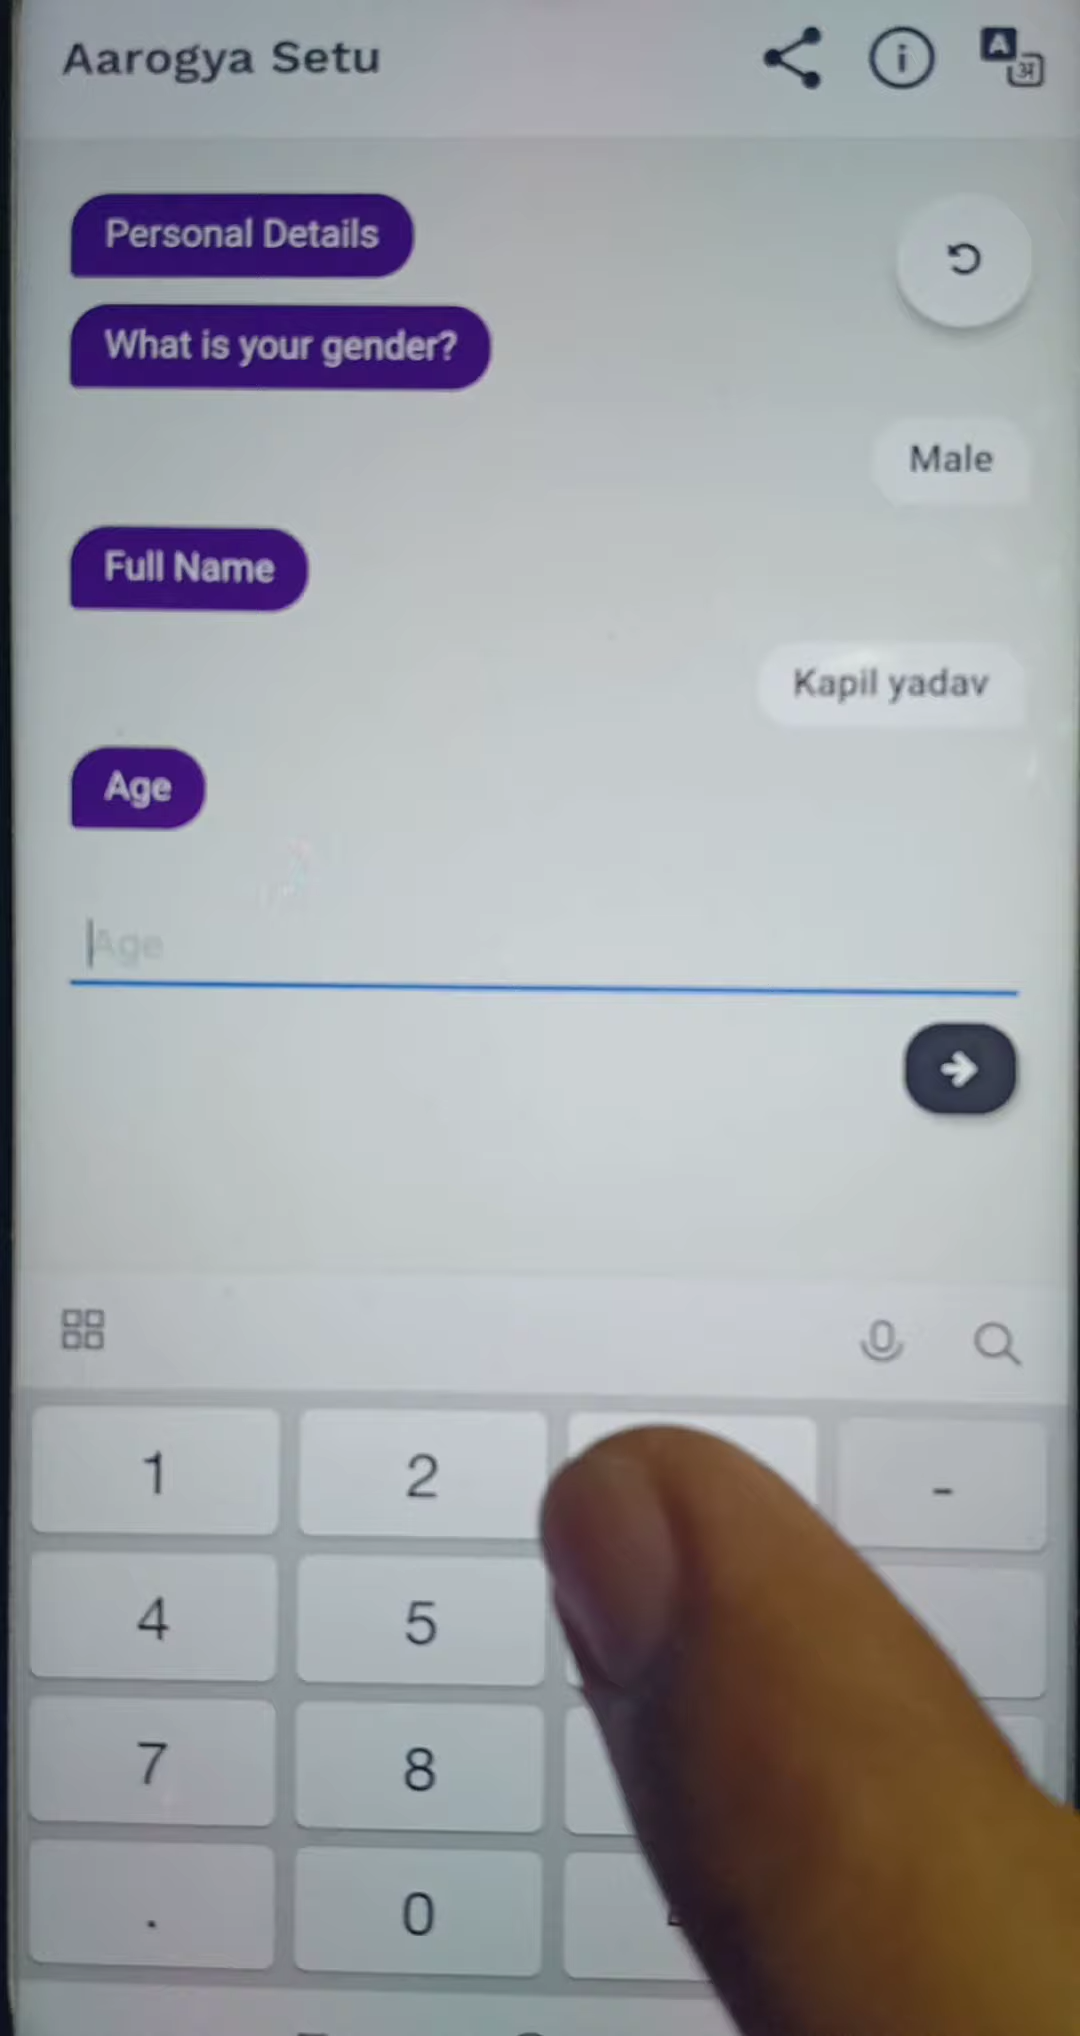 Aarogya Setu
A अ
Personal Details
What is your gender?
Male
Full Name
Kapil yadav
Age
Age
1 2 -
4 5
7 8
. 0